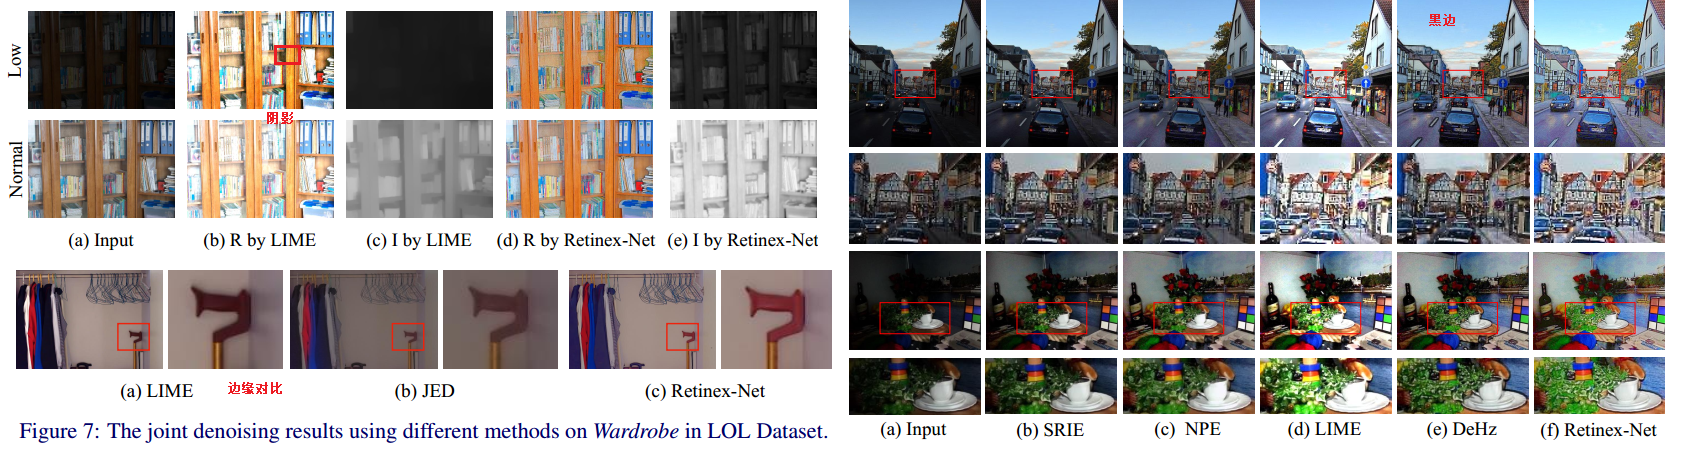 Low
阴影
Normal
(a) Input
(b) R by LIME
(c) I by LIME
(d) R by Retinex-Net
(e) I by Retinex-Net
(a) LIME
边缘对比
(b) JED
(c) Retinex-Net
Figure 7: The joint denoising results using different methods on Wardrobe in LOL Dataset.
黑边
(a) Input
(b) SRIE
(c) NPE
(d) LIME
(e) DeHz
(f) Retinex-Net